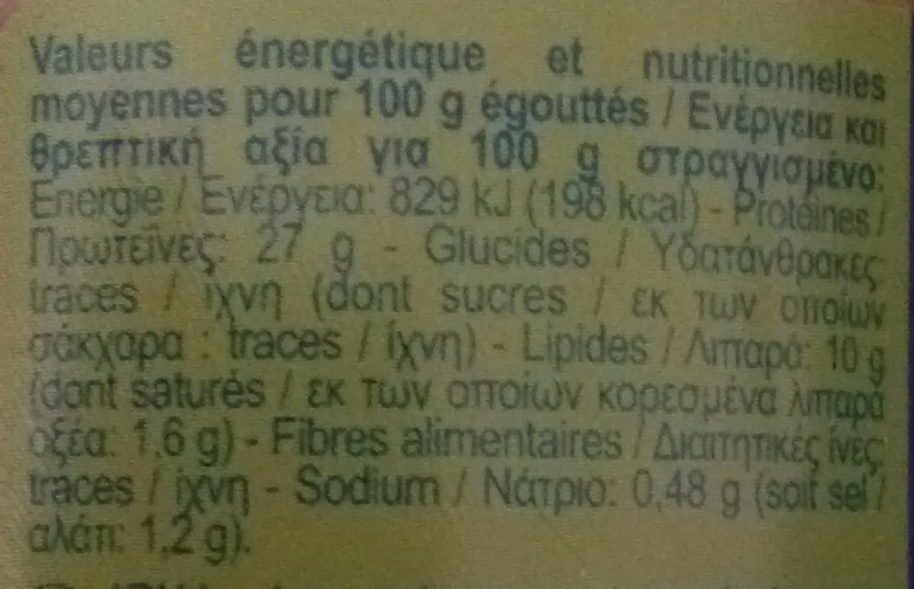 Valeurs énergétique et nutritionnelles
moyennes pour 100 g égouttés / Ενέργεια και
θρεπτική αξία για 100 g στραγγισμένο:
Energie / Ενέργεια: 829 kJ (198 kcal) - Protéines /
Πρωτεΐνες: 27 g - Glucides / Υδατάνθρακες
traces / ίχνη (dont sucres / εκ των οποίων
σάκχαρα : traces / ίχνη) - Lipides / Λιπαρά: 10 g
(dont saturés / εκ των οποίων κορεσμένα λιπαρά
οξέα: 1,6 g) - Fibres alimentaires / Διαιτητικές ίνες:
traces / ίχνη - Sodium / Νάτριο: 0,48 g (soit sel /
αλάτι: 1,2 g).